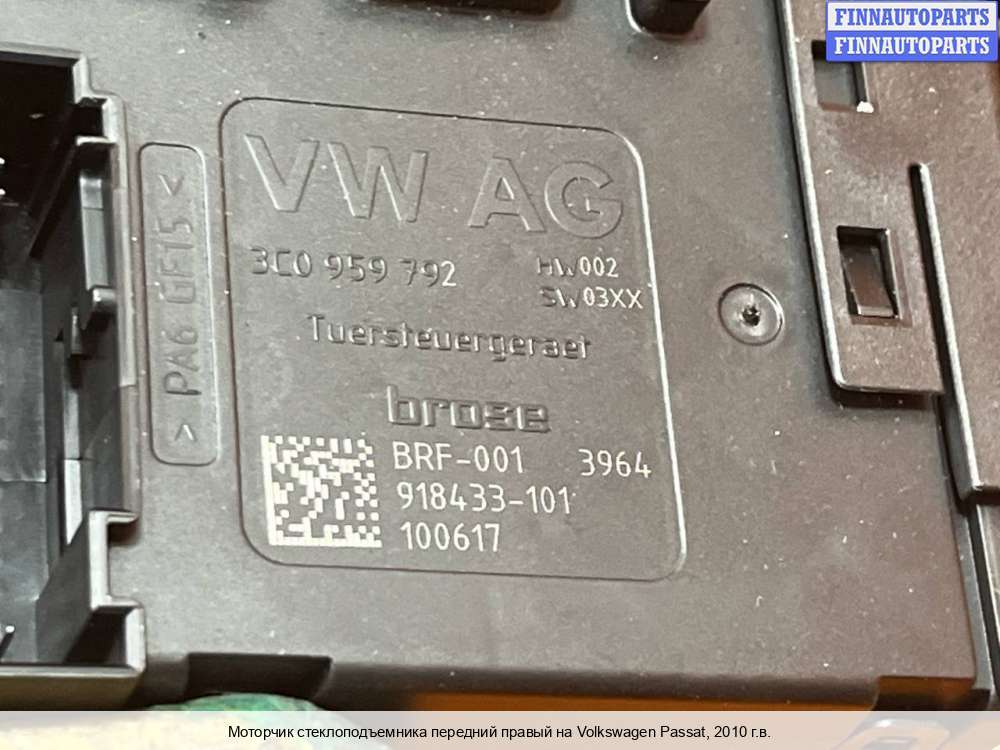 FINNAUTOPARTS
FINNAUTOPARTS
VW AG
3C0 959 792
HW002
SW03XX
Tuersteuergeraet
brose
> PA6 GF15 <
BRF-001 3964
918433-101
100617
Моторчик стеклоподъемника передний правый на Volkswagen Passat, 2010 г.в.